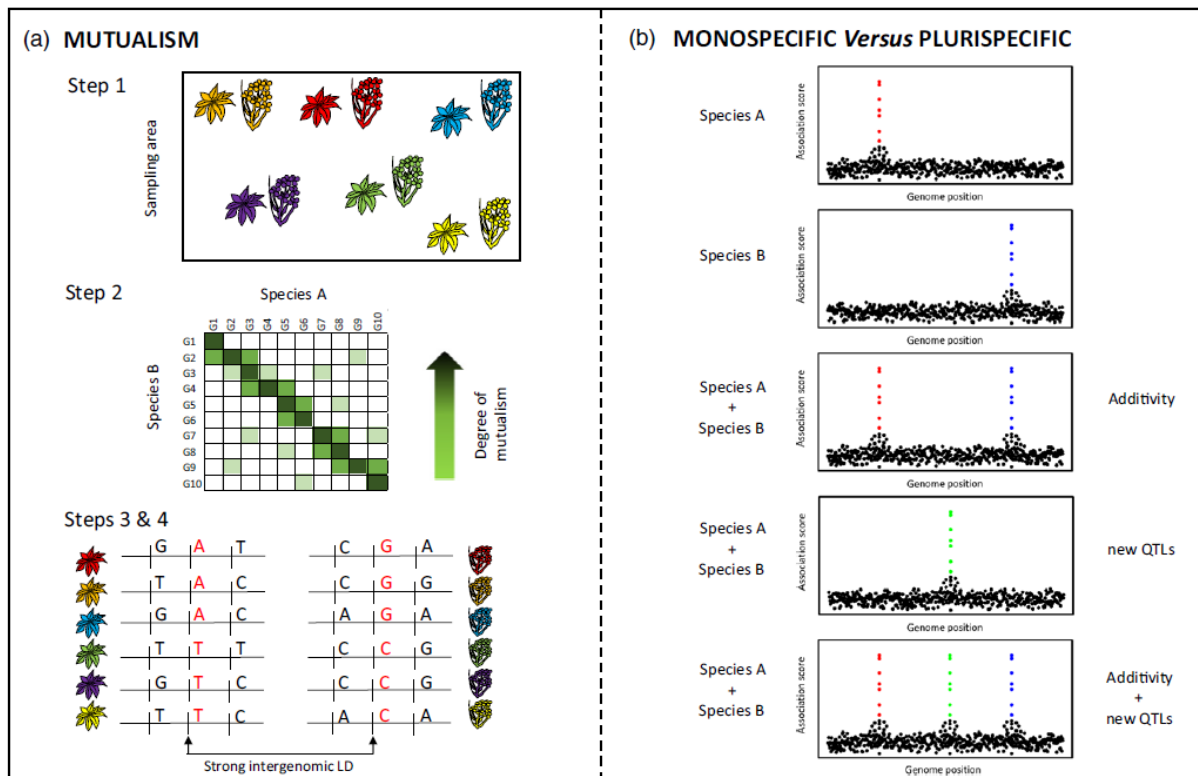 (a) MUTUALISM
Step 1
Sampling area
Step 2
Species A
G1 G2 G3 G4 G5 G6 G7 G8 G9 G10
Species B
G1
G2
G3
G4
G5
G6
G7
G8
G9
G10
Degree of
mutualism
Steps 3 & 4
G A T C G A
T A C C G G
G A C A G A
T T T C C G
G T C C C G
T T C A C A
Strong intergenomic LD
(b) MONOSPECIFIC Versus PLURISPECIFIC
Species A
Association score
Genome position
Species B
Association score
Genome position
Species A
+
Species B
Association score
Genome position
Additivity
Species A
+
Species B
Association score
Genome position
new QTLs
Species A
+
Species B
Association score
Genome position
Additivity
+
new QTLs